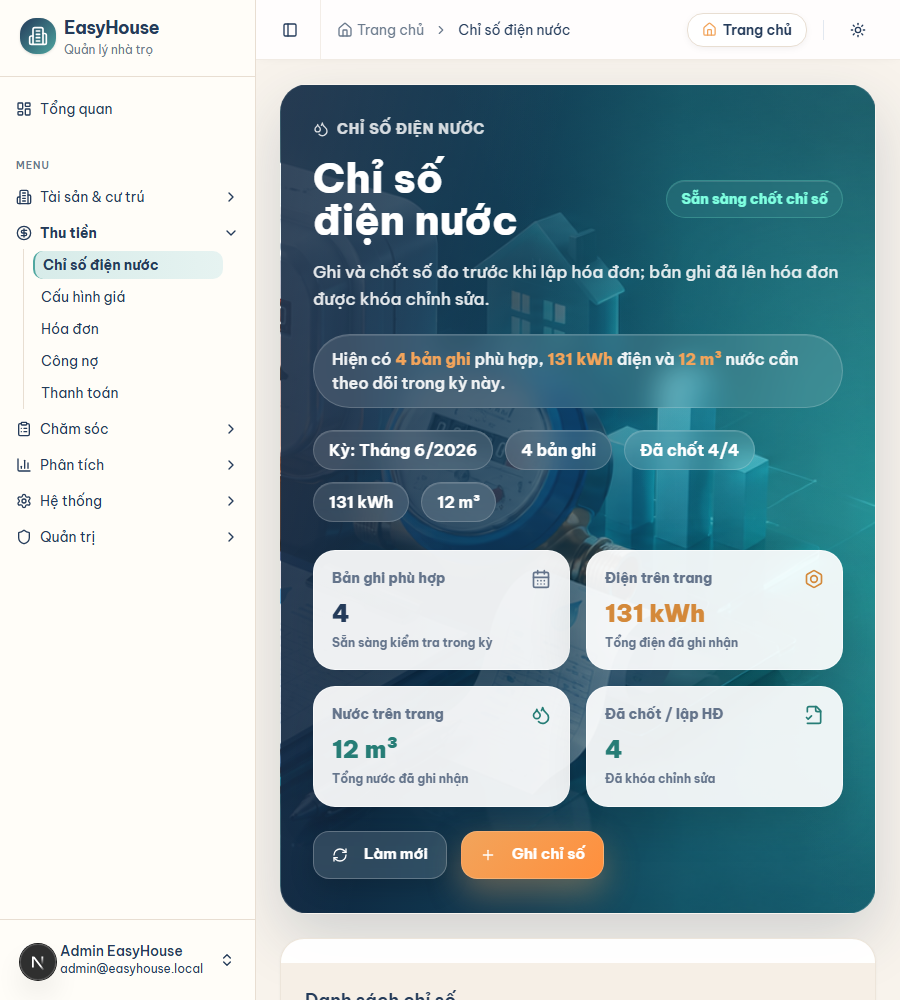 EasyHouse
Quản lý nhà trọ
Tổng quan
MENU
Tài sản & cư trú
Thu tiền
Chỉ số điện nước
Cấu hình giá
Hóa đơn
Công nợ
Thanh toán
Chăm sóc
Phân tích
Hệ thống
Quản trị
N
Admin EasyHouse
admin@easyhouse.local
Trang chủ
Chỉ số điện nước
Trang chủ
CHỈ SỐ ĐIỆN NƯỚC
Chỉ số
điện nước
Sẵn sàng chốt chỉ số
Ghi và chốt số đo trước khi lập hóa đơn; bản ghi đã lên hóa đơn
được khóa chỉnh sửa.
Hiện có 4 bản ghi phù hợp, 131 kWh điện và 12 m³ nước cần
theo dõi trong kỳ này.
Kỳ: Tháng 6/2026
4 bản ghi
Đã chốt 4/4
131 kWh
12 m³
Bản ghi phù hợp
4
Sẵn sàng kiểm tra trong kỳ
Điện trên trang
131 kWh
Tổng điện đã ghi nhận
Nước trên trang
12 m³
Tổng nước đã ghi nhận
Đã chốt / lập HĐ
4
Đã khóa chỉnh sửa
Làm mới
Ghi chỉ số
Danh sách chỉ số